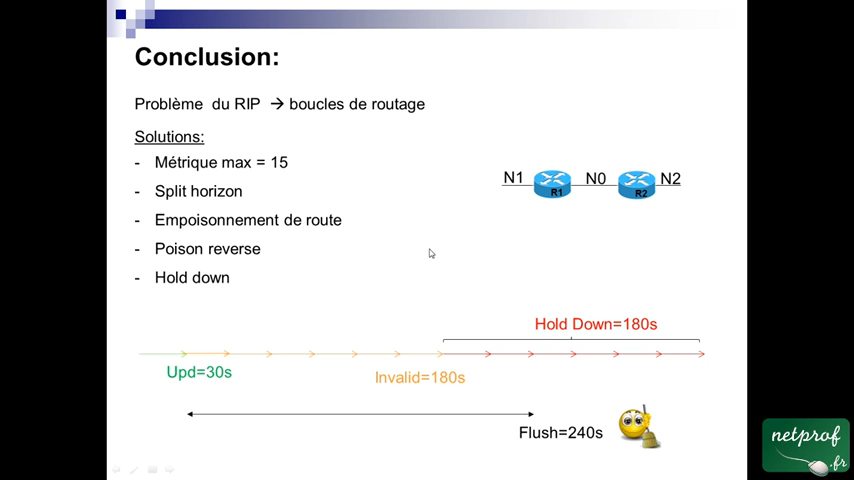 Conclusion:
Problème du RIP → boucles de routage
Solutions:
- Métrique max = 15
- Split horizon
- Empoisonnement de route
- Poison reverse
- Hold down
N1 R1 N0 R2 N2
Hold Down=180s
Upd=30s
Invalid=180s
Flush=240s
netprof
.fr